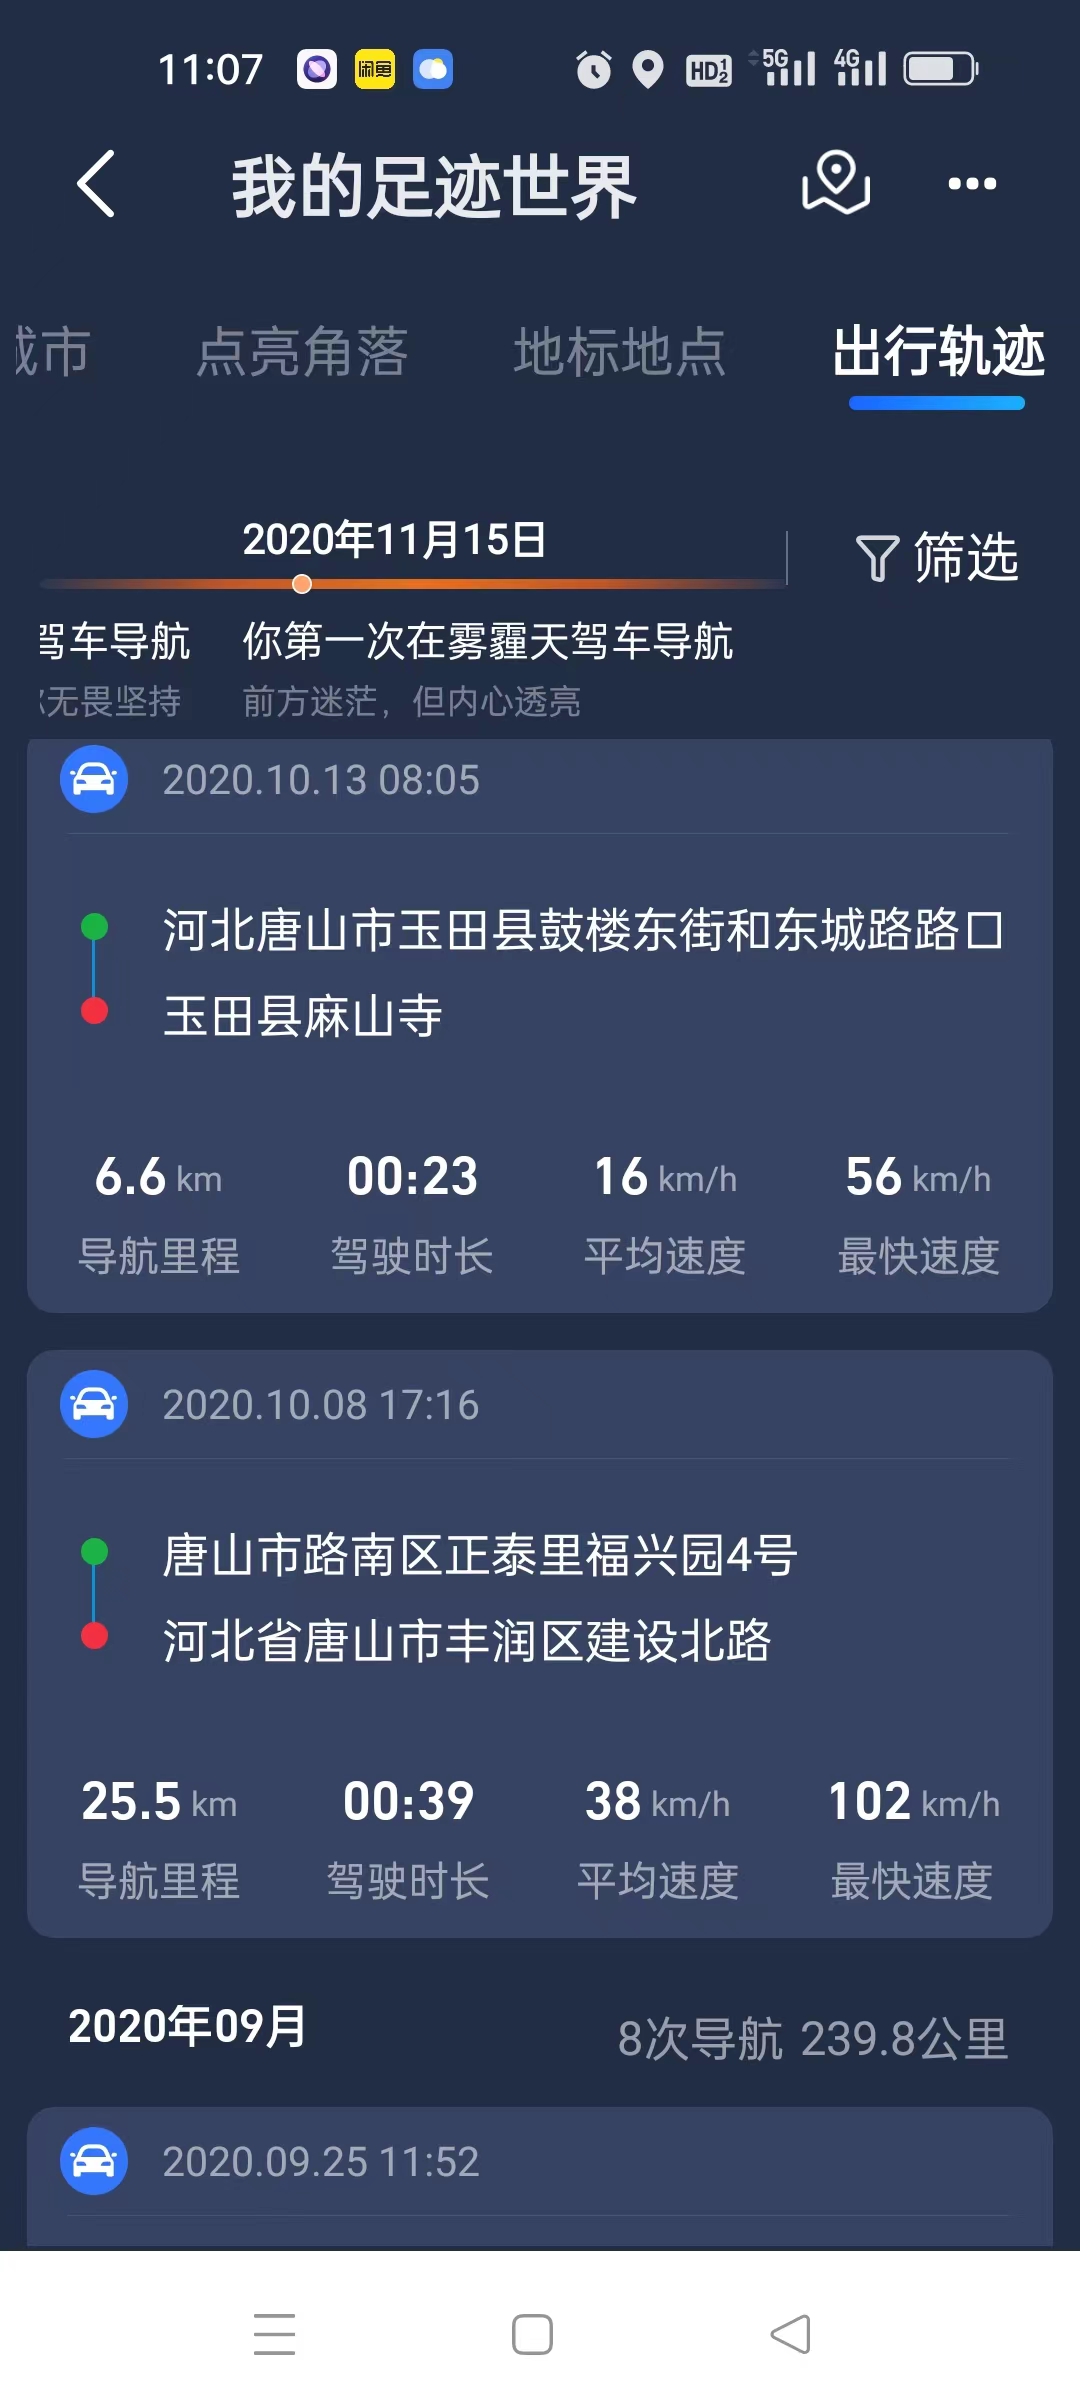 11:07 闲鱼 HD 1 2 5G 4G
我的足迹世界
城市 点亮角落 地标地点 出行轨迹
2020年11月15日 筛选
驾车导航 你第一次在雾霾天驾车导航
无畏坚持 前方迷茫，但内心透亮
2020.10.13 08:05
河北唐山市玉田县鼓楼东街和东城路路口
玉田县麻山寺
6.6 km 00:23 16 km/h 56 km/h
导航里程 驾驶时长 平均速度 最快速度
2020.10.08 17:16
唐山市路南区正泰里福兴园4号
河北省唐山市丰润区建设北路
25.5 km 00:39 38 km/h 102 km/h
导航里程 驾驶时长 平均速度 最快速度
2020年09月 8次导航 239.8公里
2020.09.25 11:52